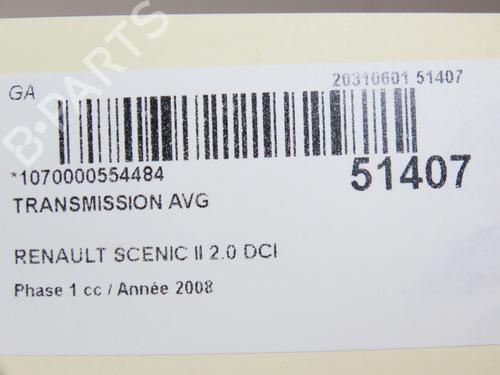 B-PARTS
GA
20310601 51407
*1070000554484
51407
TRANSMISSION AVG
RENAULT SCENIC II 2.0 DCI
Phase 1 cc / Année 2008